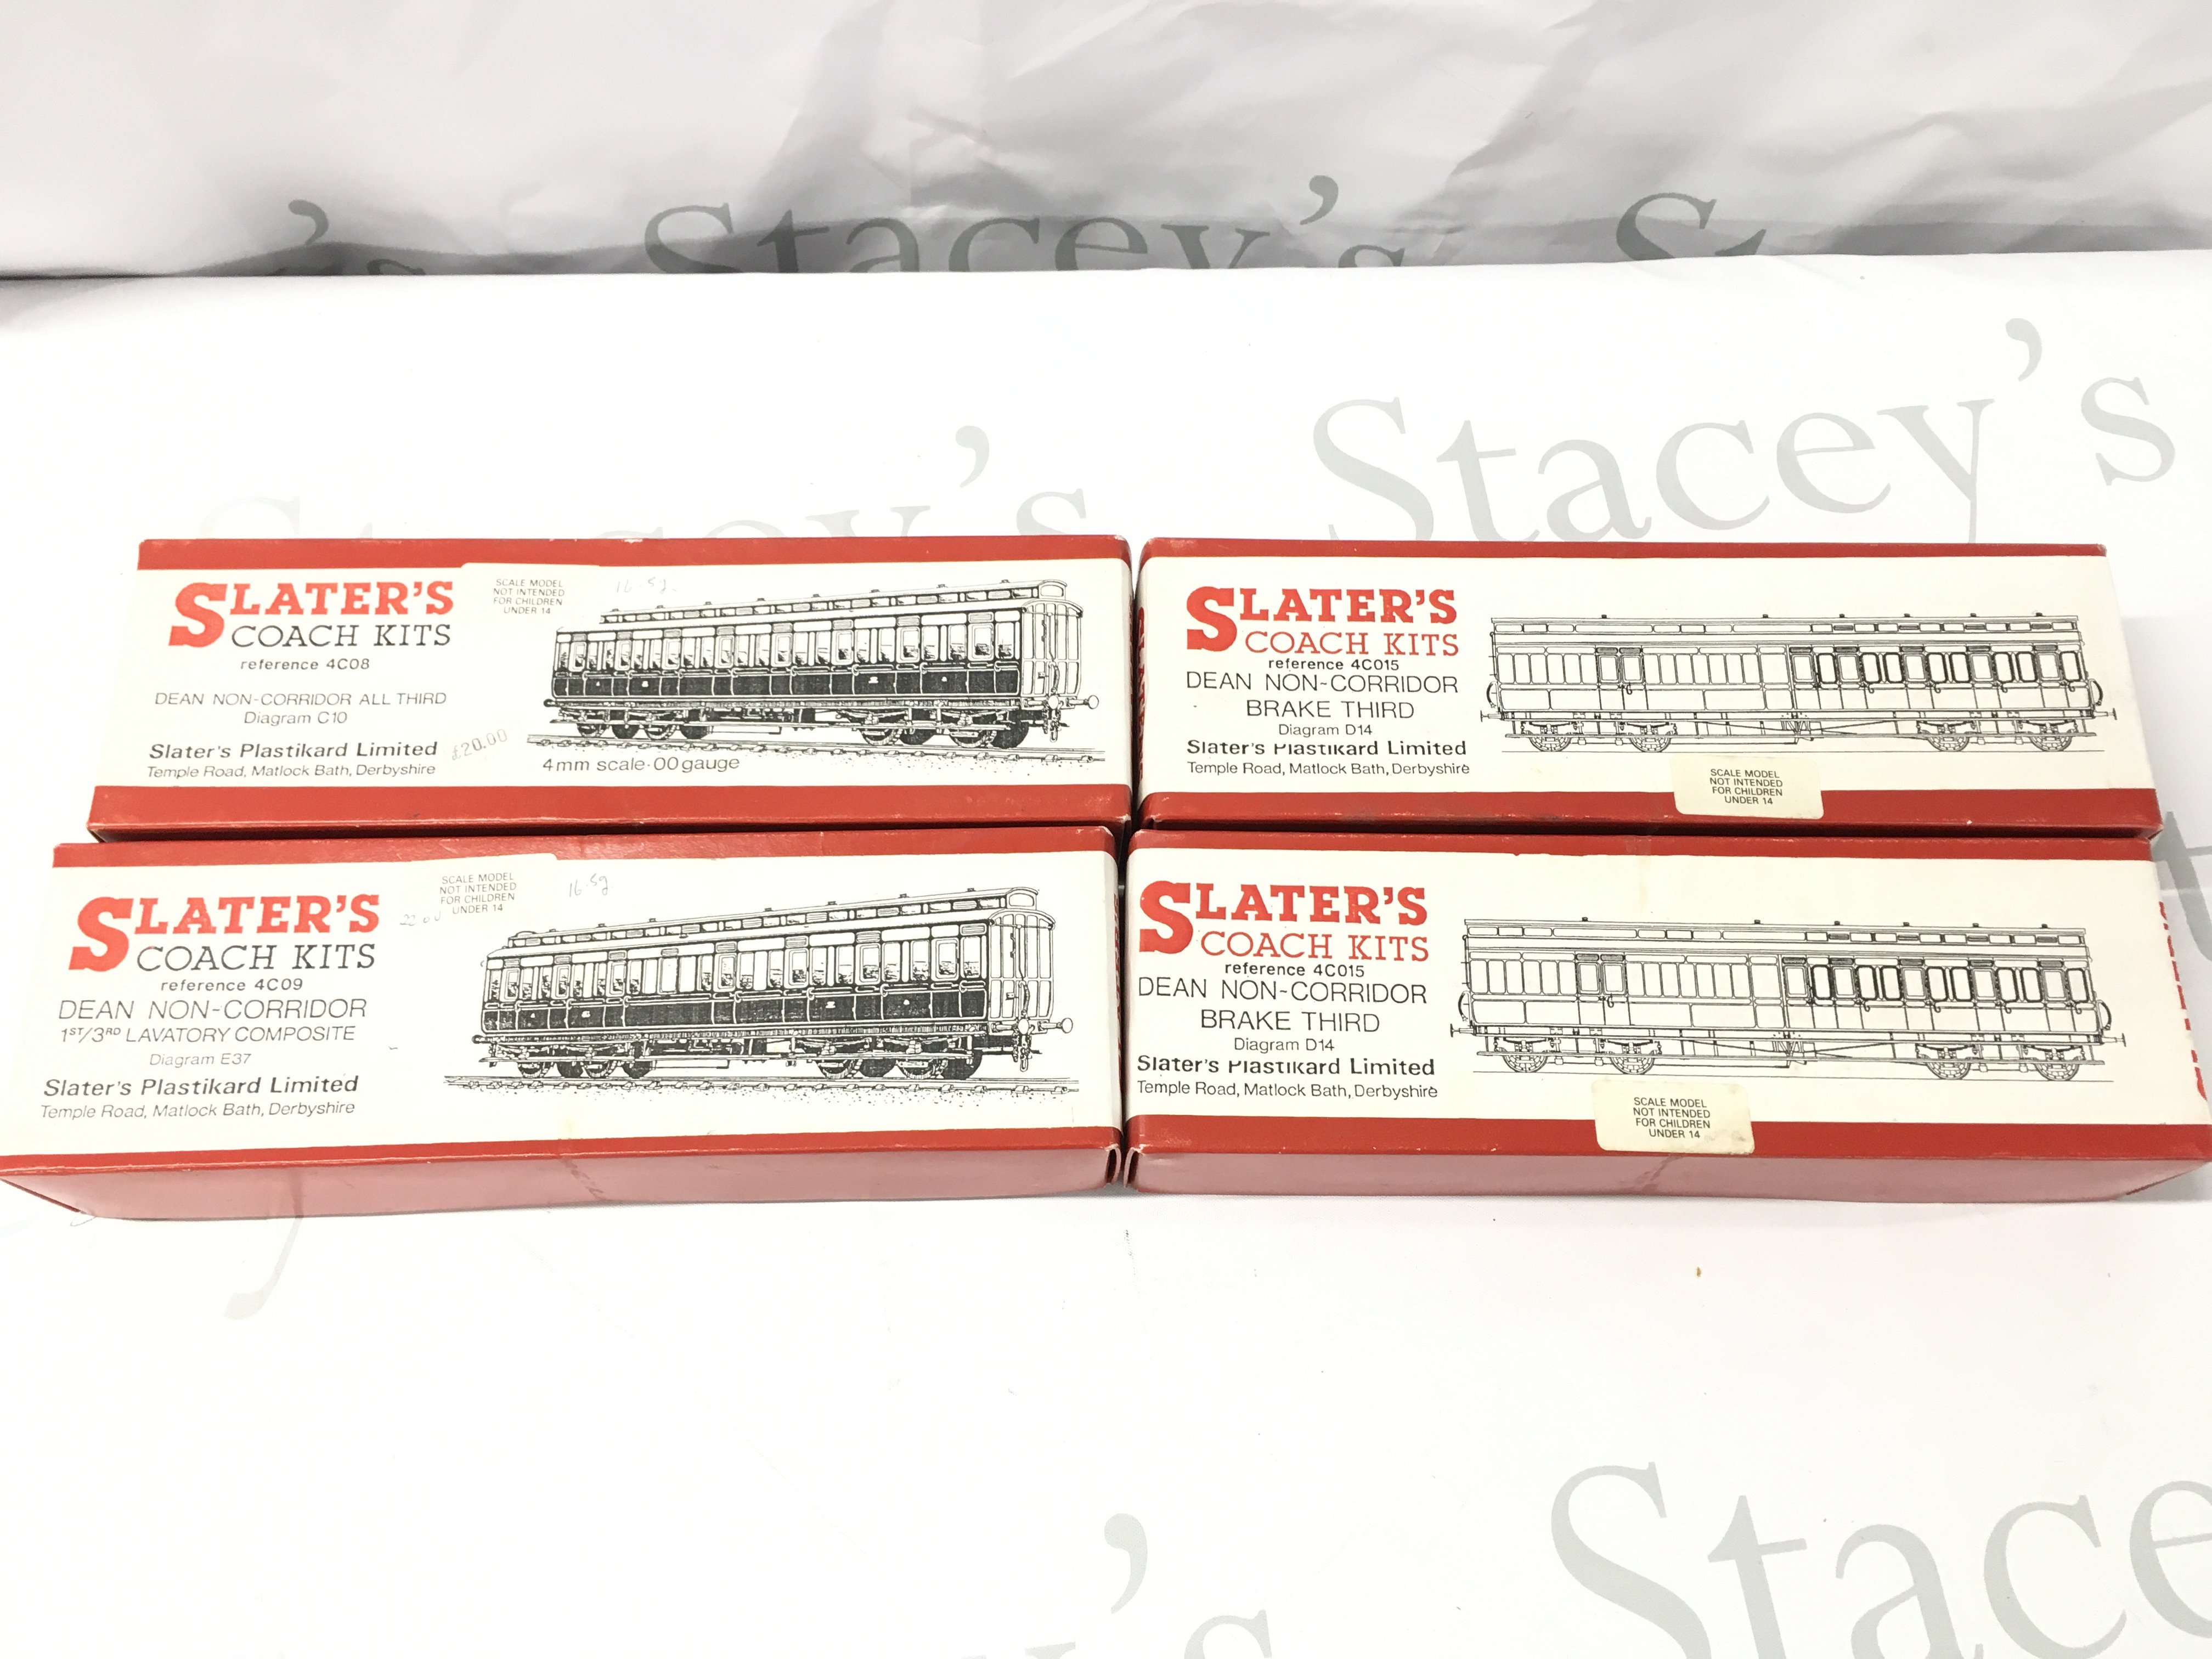 Stacey's
Stacey's
SLATER'S
COACH KITS
reference 4C08
DEAN NON-CORRIDOR ALL THIRD
Diagram C10
Slater's Plastikard Limited
Temple Road, Matlock Bath, Derbyshire
£20.00
SCALE MODEL
NOT INTENDED
FOR CHILDREN
UNDER 14
16.5g
4mm scale·00 gauge
SLATER'S
COACH KITS
reference 4C015
DEAN NON-CORRIDOR
BRAKE THIRD
Diagram D14
Slater's Plastikard Limited
Temple Road, Matlock Bath, Derbyshire
SCALE MODEL
NOT INTENDED
FOR CHILDREN
UNDER 14
SLATER'S
COACH KITS
reference 4C09
DEAN NON-CORRIDOR
1ST/3RD LAVATORY COMPOSITE
Diagram E37
Slater's Plastikard Limited
Temple Road, Matlock Bath, Derbyshire
SCALE MODEL
NOT INTENDED
FOR CHILDREN
UNDER 14
16.5g
SLATER'S
COACH KITS
reference 4C015
DEAN NON-CORRIDOR
BRAKE THIRD
Diagram D14
Slater's Plastikard Limited
Temple Road, Matlock Bath, Derbyshire
SCALE MODEL
NOT INTENDED
FOR CHILDREN
UNDER 14
Stace